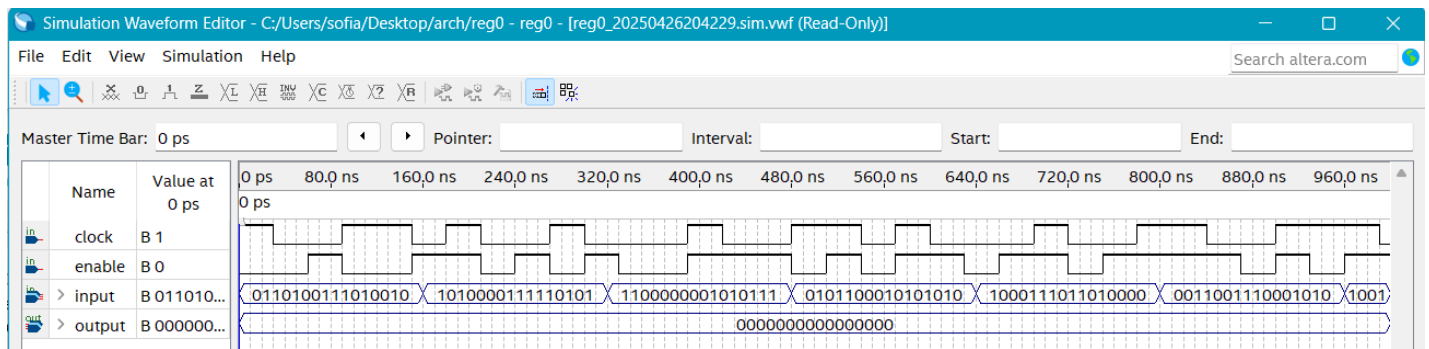 Simulation Waveform Editor - C:/Users/sofia/Desktop/arch/reg0 - reg0 - [reg0_20250426204229.sim.vwf (Read-Only)]
File Edit View Simulation Help
Search altera.com
Master Time Bar: 0 ps Pointer: Interval: Start: End:
Name Value at 0 ps
0 ps 80.0 ns 160.0 ns 240.0 ns 320.0 ns 400.0 ns 480.0 ns 560.0 ns 640.0 ns 720.0 ns 800.0 ns 880.0 ns 960.0 ns
0 ps
in clock B 1
in enable B 0
in > input B 011010... 0110100111010010 1010000111110101 1100000001010111 0101100010101010 1000111011010000 0011001110001010 1001
out > output B 000000... 0000000000000000